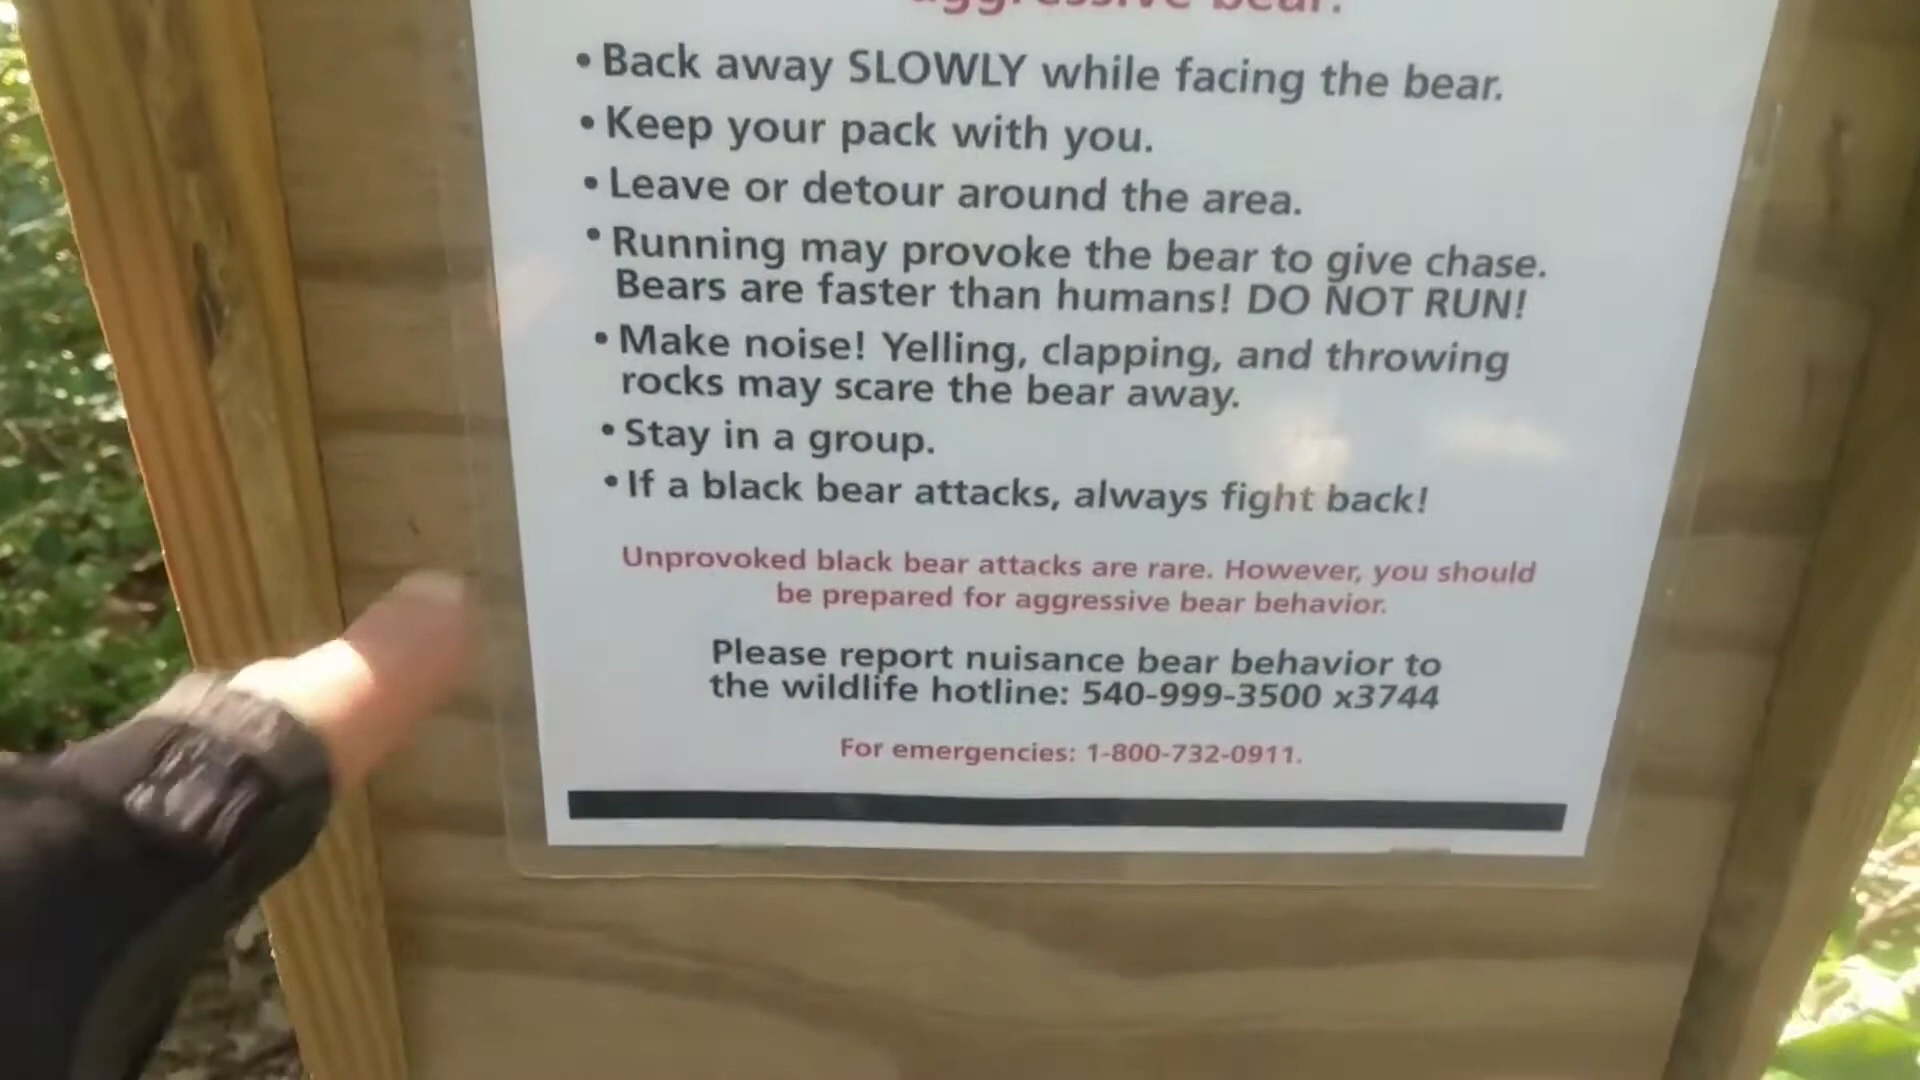 aggressive bear.
• Back away SLOWLY while facing the bear.
• Keep your pack with you.
• Leave or detour around the area.
• Running may provoke the bear to give chase.
Bears are faster than humans! DO NOT RUN!
• Make noise! Yelling, clapping, and throwing
rocks may scare the bear away.
• Stay in a group.
• If a black bear attacks, always fight back!
Unprovoked black bear attacks are rare. However, you should
be prepared for aggressive bear behavior.
Please report nuisance bear behavior to
the wildlife hotline: 540-999-3500 x3744
For emergencies: 1-800-732-0911.